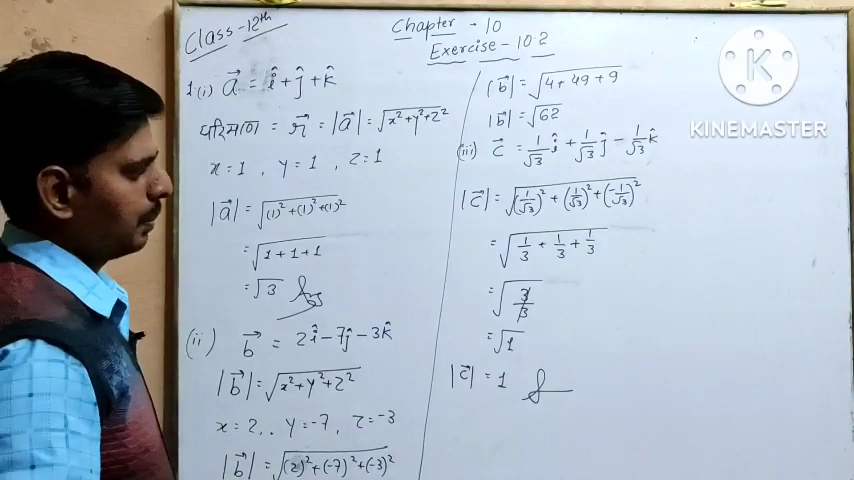 Class-12th
Chapter - 10
Exercise - 10.2
1(i) a⃗ = î + ĵ + k̂
परिमाण = r⃗ = |a⃗| = √(x²+y²+z²)
x=1, y=1, z=1
|a⃗| = √((1)²+(1)²+(1)²)
= √(1+1+1)
= √3
(ii) b⃗ = 2î - 7ĵ - 3k̂
|b⃗| = √(x²+y²+z²)
x=2, y=-7, z=-3
|b⃗| = √((2)²+(-7)²+(-3)²)
|b⃗| = √(4+49+9)
|b⃗| = √62
(iii) c⃗ = 1/√3 î + 1/√3 ĵ - 1/√3 k̂
|c⃗| = √((1/√3)²+(1/√3)²+(-1/√3)²)
= √(1/3 + 1/3 + 1/3)
= √(3/3)
= √1
|c⃗| = 1
K
KINEMASTER